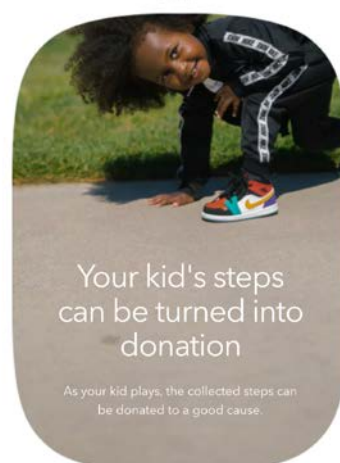 Your kid's steps
can be turned into
donation
As your kid plays, the collected steps can
be donated to a good cause.